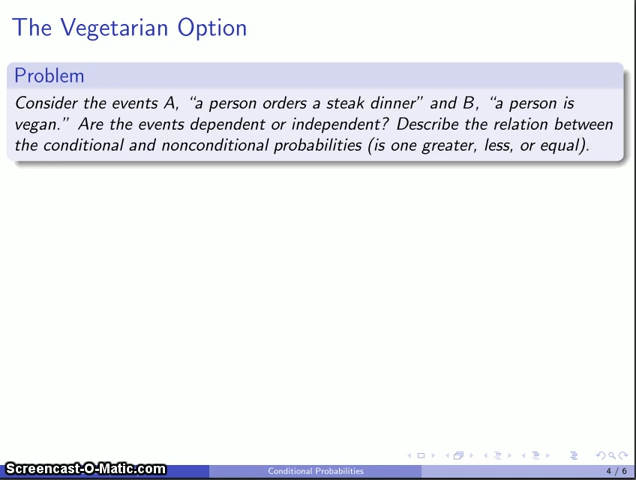 The Vegetarian Option
Problem
Consider the events A, “a person orders a steak dinner” and B, “a person is
vegan.” Are the events dependent or independent? Describe the relation between
the conditional and nonconditional probabilities (is one greater, less, or equal).
Screencast-O-Matic.com
Conditional Probabilities
4 / 6